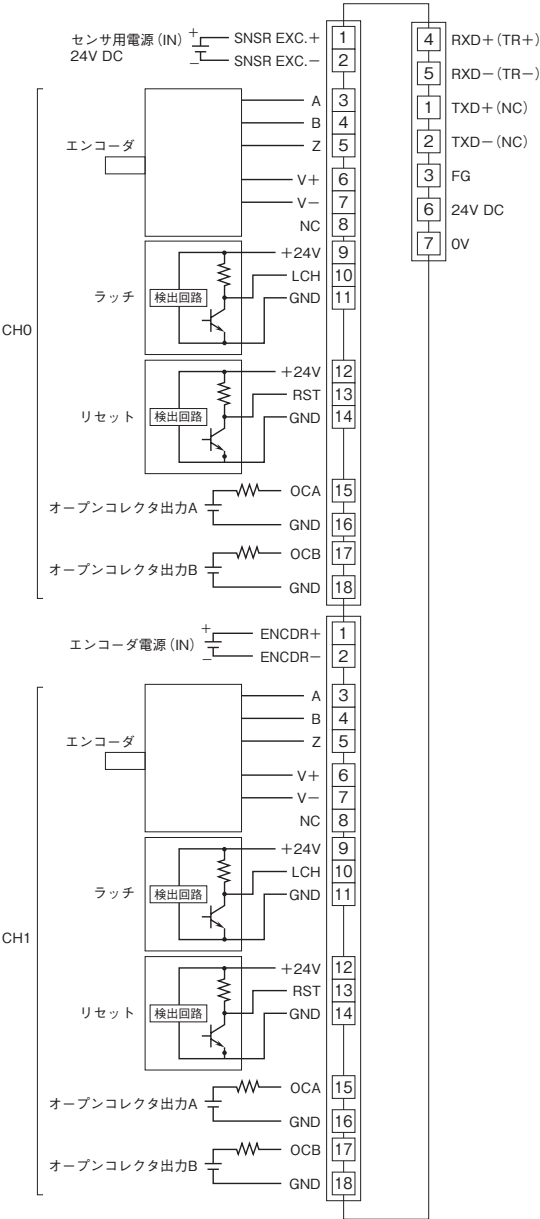 センサ用電源(IN) + SNSR EXC.+ 1
24V DC − SNSR EXC.− 2
CH0
エンコーダ
A 3
B 4
Z 5
V+ 6
V− 7
NC 8
ラッチ
検出回路
+24V 9
LCH 10
GND 11
リセット
検出回路
+24V 12
RST 13
GND 14
オープンコレクタ出力A
OCA 15
GND 16
オープンコレクタ出力B
OCB 17
GND 18
エンコーダ電源(IN) + ENCDR+ 1
− ENCDR− 2
CH1
エンコーダ
A 3
B 4
Z 5
V+ 6
V− 7
NC 8
ラッチ
検出回路
+24V 9
LCH 10
GND 11
リセット
検出回路
+24V 12
RST 13
GND 14
オープンコレクタ出力A
OCA 15
GND 16
オープンコレクタ出力B
OCB 17
GND 18
4 RXD+(TR+)
5 RXD−(TR−)
1 TXD+(NC)
2 TXD−(NC)
3 FG
6 24V DC
7 0V